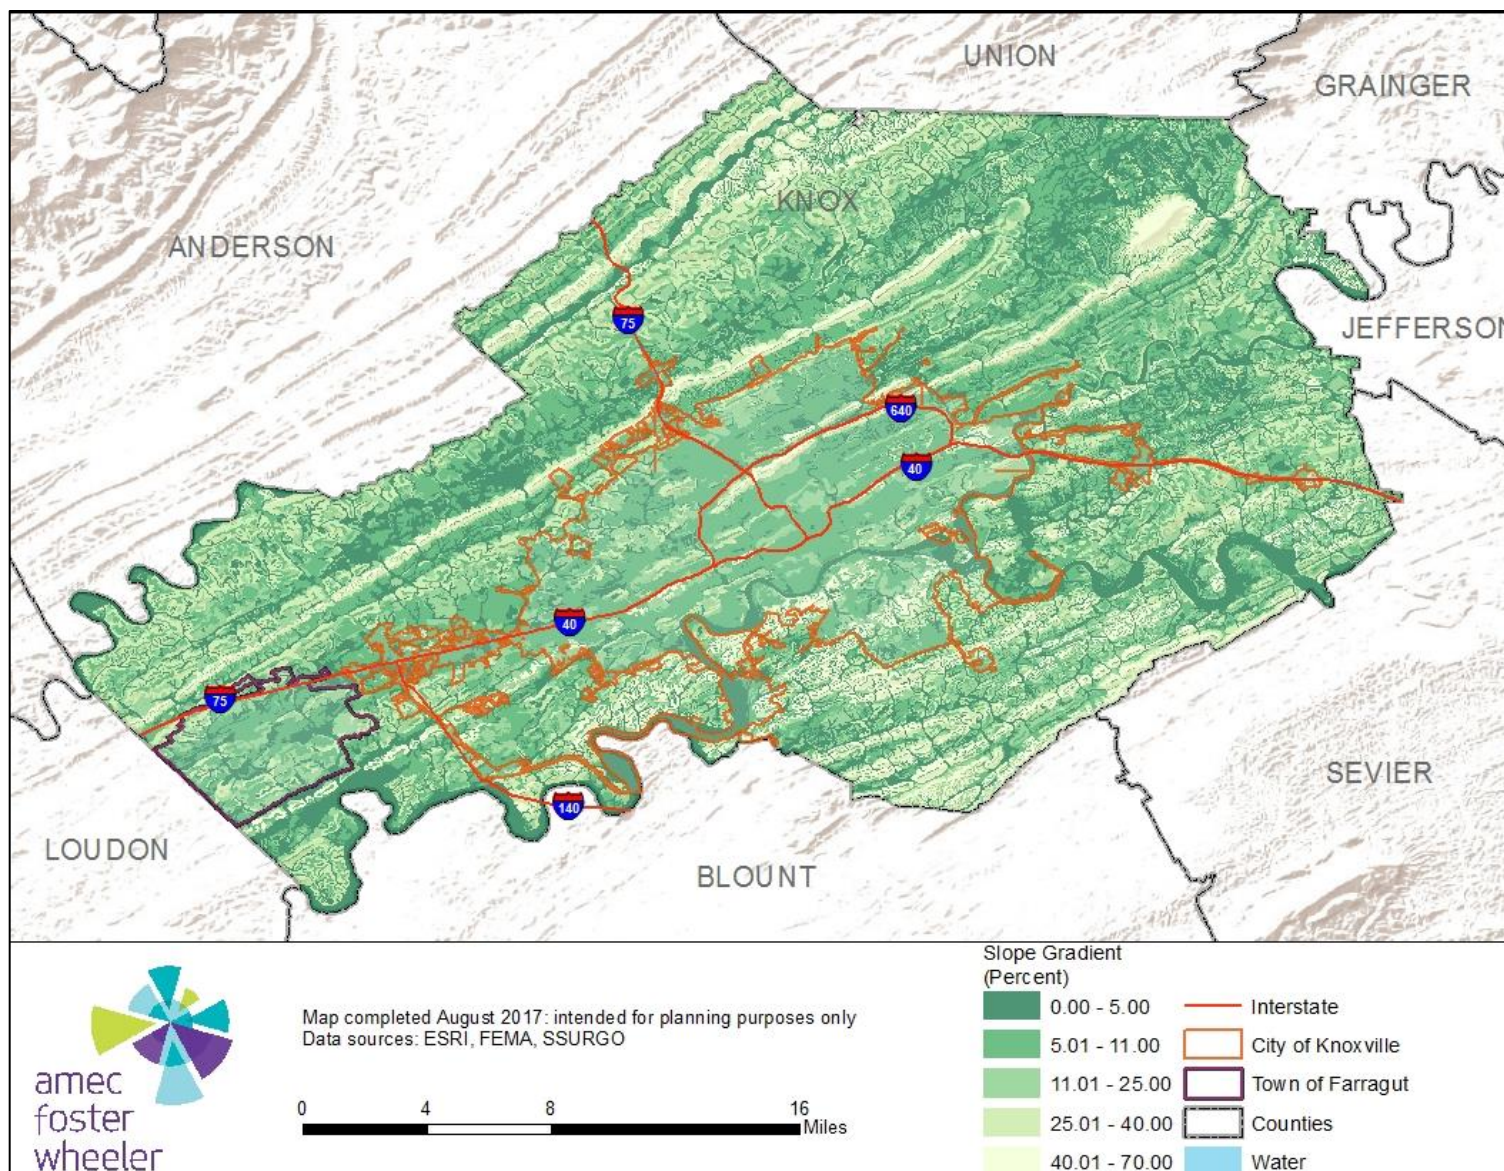 UNION
GRAINGER
KNOX
ANDERSON
75
JEFFERSON
640
40
40
75
SEVIER
140
LOUDON
BLOUNT
Slope Gradient
(Percent)
0.00 - 5.00 Interstate
5.01 - 11.00 City of Knoxville
11.01 - 25.00 Town of Farragut
25.01 - 40.00 Counties
40.01 - 70.00 Water
Map completed August 2017: intended for planning purposes only
Data sources: ESRI, FEMA, SSURGO
0 4 8 16
Miles
amec
foster
wheeler